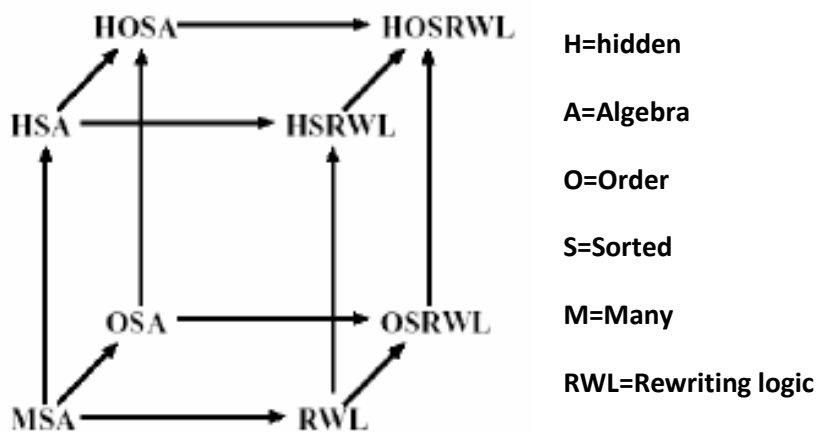 HOSA HOSRWL
HSA HSRWL
OSA OSRWL
MSA RWL
H=hidden
A=Algebra
O=Order
S=Sorted
M=Many
RWL=Rewriting logic